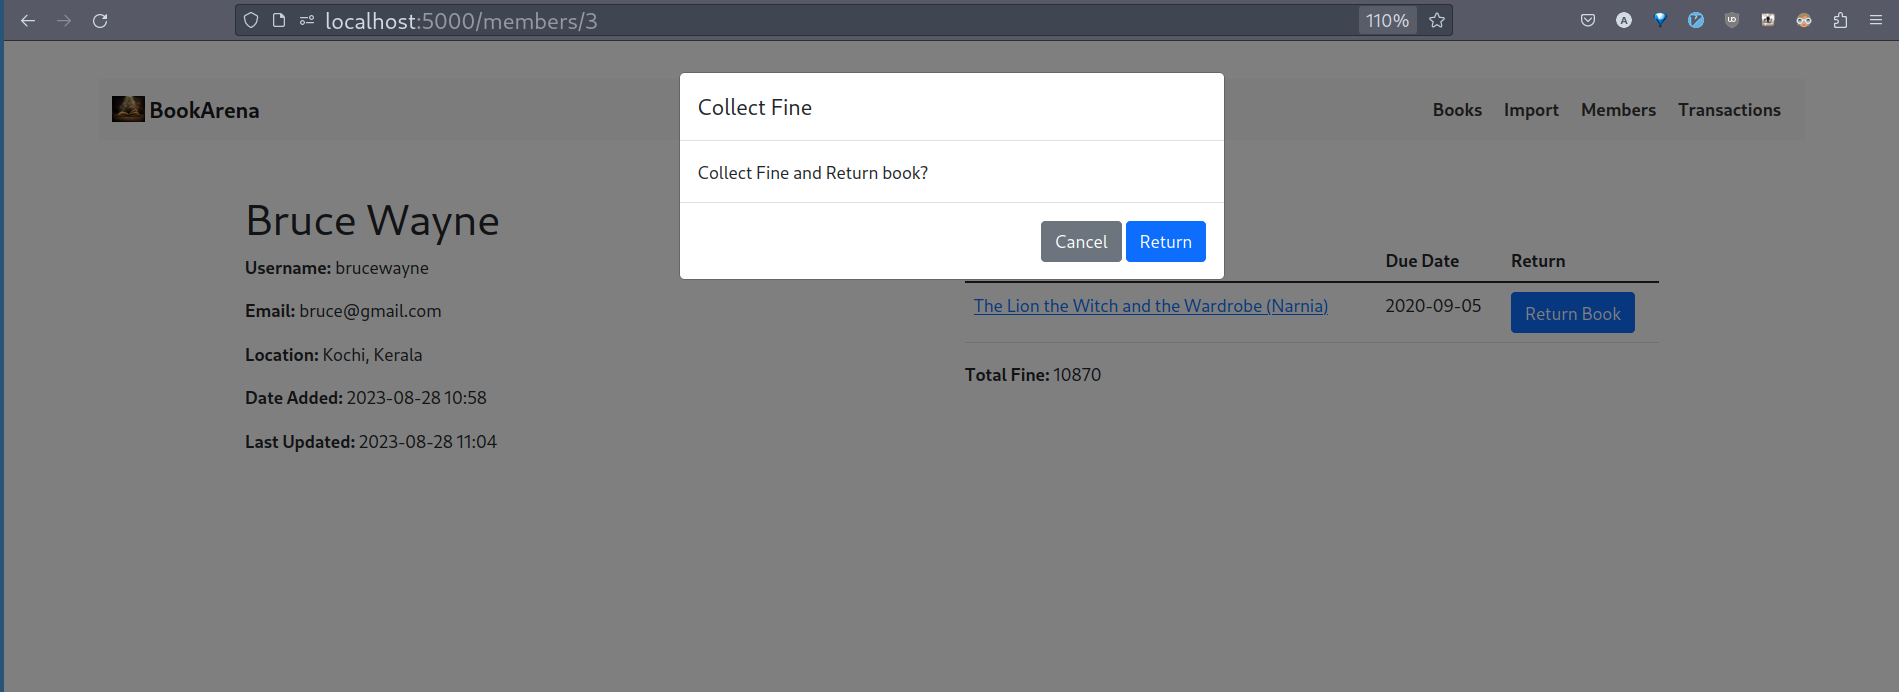 localhost:5000/members/3
110%
BookArena
Books Import Members Transactions
Collect Fine
Collect Fine and Return book?
Cancel Return
Bruce Wayne
Username: brucewayne
Email: bruce@gmail.com
Location: Kochi, Kerala
Date Added: 2023-08-28 10:58
Last Updated: 2023-08-28 11:04
Due Date Return
The Lion the Witch and the Wardrobe (Narnia) 2020-09-05 Return Book
Total Fine: 10870